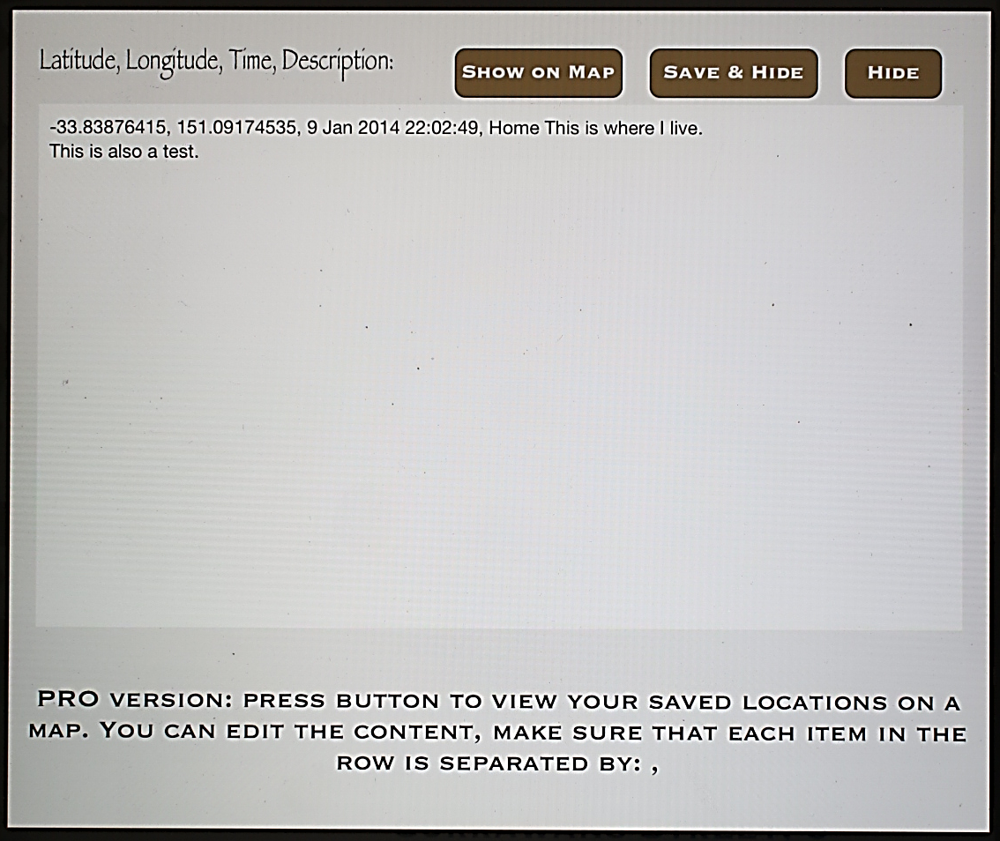 Latitude, Longitude, Time, Description:
SHOW ON MAP
SAVE & HIDE
HIDE
-33.83876415, 151.09174535, 9 Jan 2014 22:02:49, Home This is where I live.
This is also a test.
PRO VERSION: PRESS BUTTON TO VIEW YOUR SAVED LOCATIONS ON A
MAP. YOU CAN EDIT THE CONTENT, MAKE SURE THAT EACH ITEM IN THE
ROW IS SEPARATED BY: ,